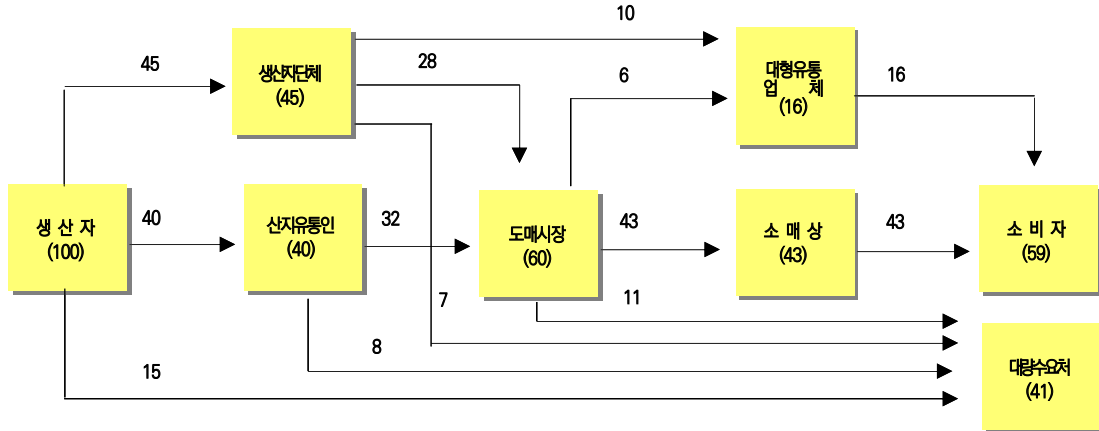 10
45
28
생산자단체
(45)
6
대형유통
업 체
(16)
16
생 산 자
(100)
40
산지유통인
(40)
32
도매시장
(60)
43
소 매 상
(43)
43
소 비 자
(59)
7
11
8
15
대량수요처
(41)